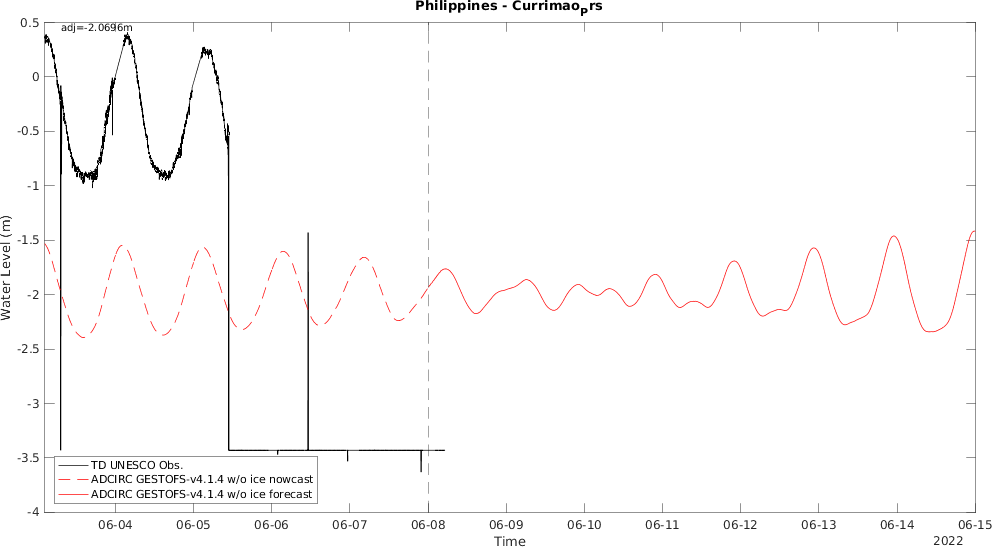 Philippines - Currimao_prs
adj=-2.0696m
0.5
0
-0.5
-1
-1.5
-2
-2.5
-3
-3.5
-4
Water Level (m)
TD UNESCO Obs.
ADCIRC GESTOFS-v4.1.4 w/o ice nowcast
ADCIRC GESTOFS-v4.1.4 w/o ice forecast
06-04 06-05 06-06 06-07 06-08 06-09 06-10 06-11 06-12 06-13 06-14 06-15
Time
2022